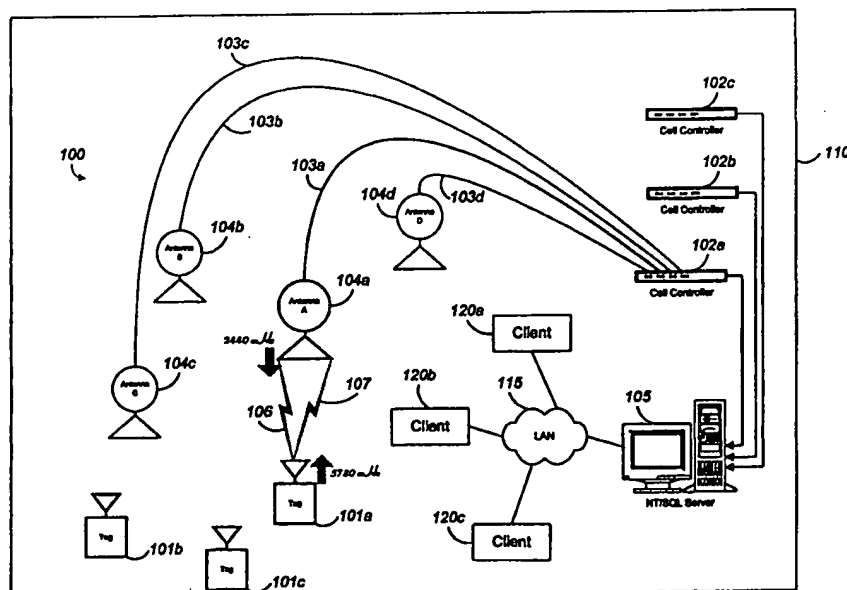 103c
102c
Cell Controller
103b
110
100
103a
102b
104d
103d
Cell Controller
Antenna
D
104b
Antenna
B
102a
104a
Cell Controller
Antenna
A
120a
Client
104c
107
120b
115
105
Antenna
106
Client
LAN
101a
NT/SQL Server
Tag
120c
101b
Tag
Client
Tag
101c